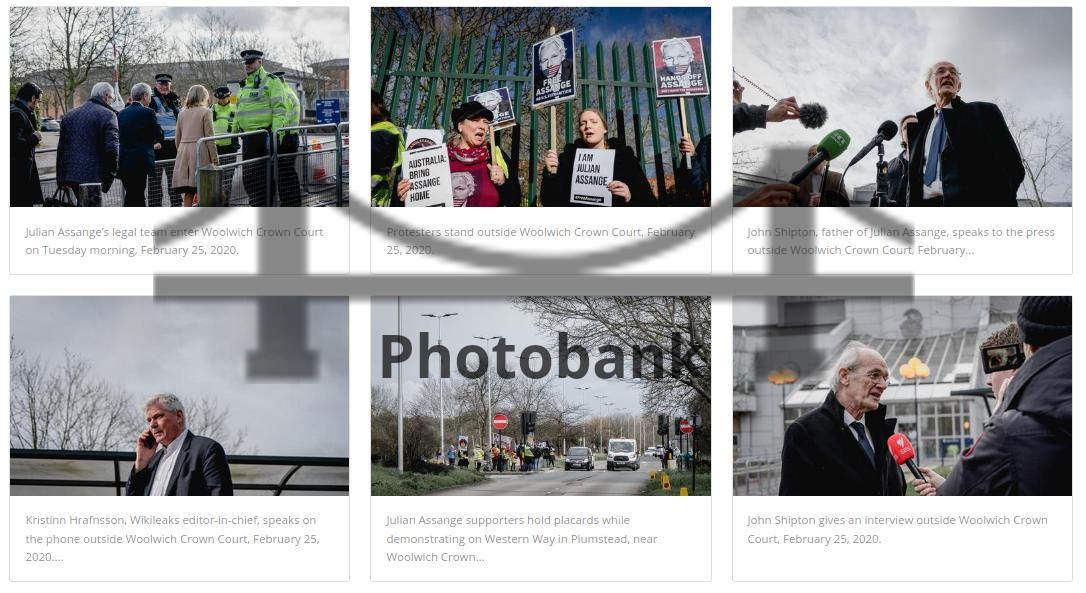 FREE
ASSANGE
HANDS OFF
ASSANGE
AUSTRALIA:
BRING
ASSANGE
HOME
I AM
JULIAN
ASSANGE
Julian Assange's legal team enter Woolwich Crown Court
on Tuesday morning, February 25, 2020.
Protesters stand outside Woolwich Crown Court, February
25, 2020.
John Shipton, father of Julian Assange, speaks to the press
outside Woolwich Crown Court, February...
Photobank
Kristinn Hrafnsson, Wikileaks editor-in-chief, speaks on
the phone outside Woolwich Crown Court, February 25,
2020....
Julian Assange supporters hold placards while
demonstrating on Western Way in Plumstead, near
Woolwich Crown...
John Shipton gives an interview outside Woolwich Crown
Court, February 25, 2020.